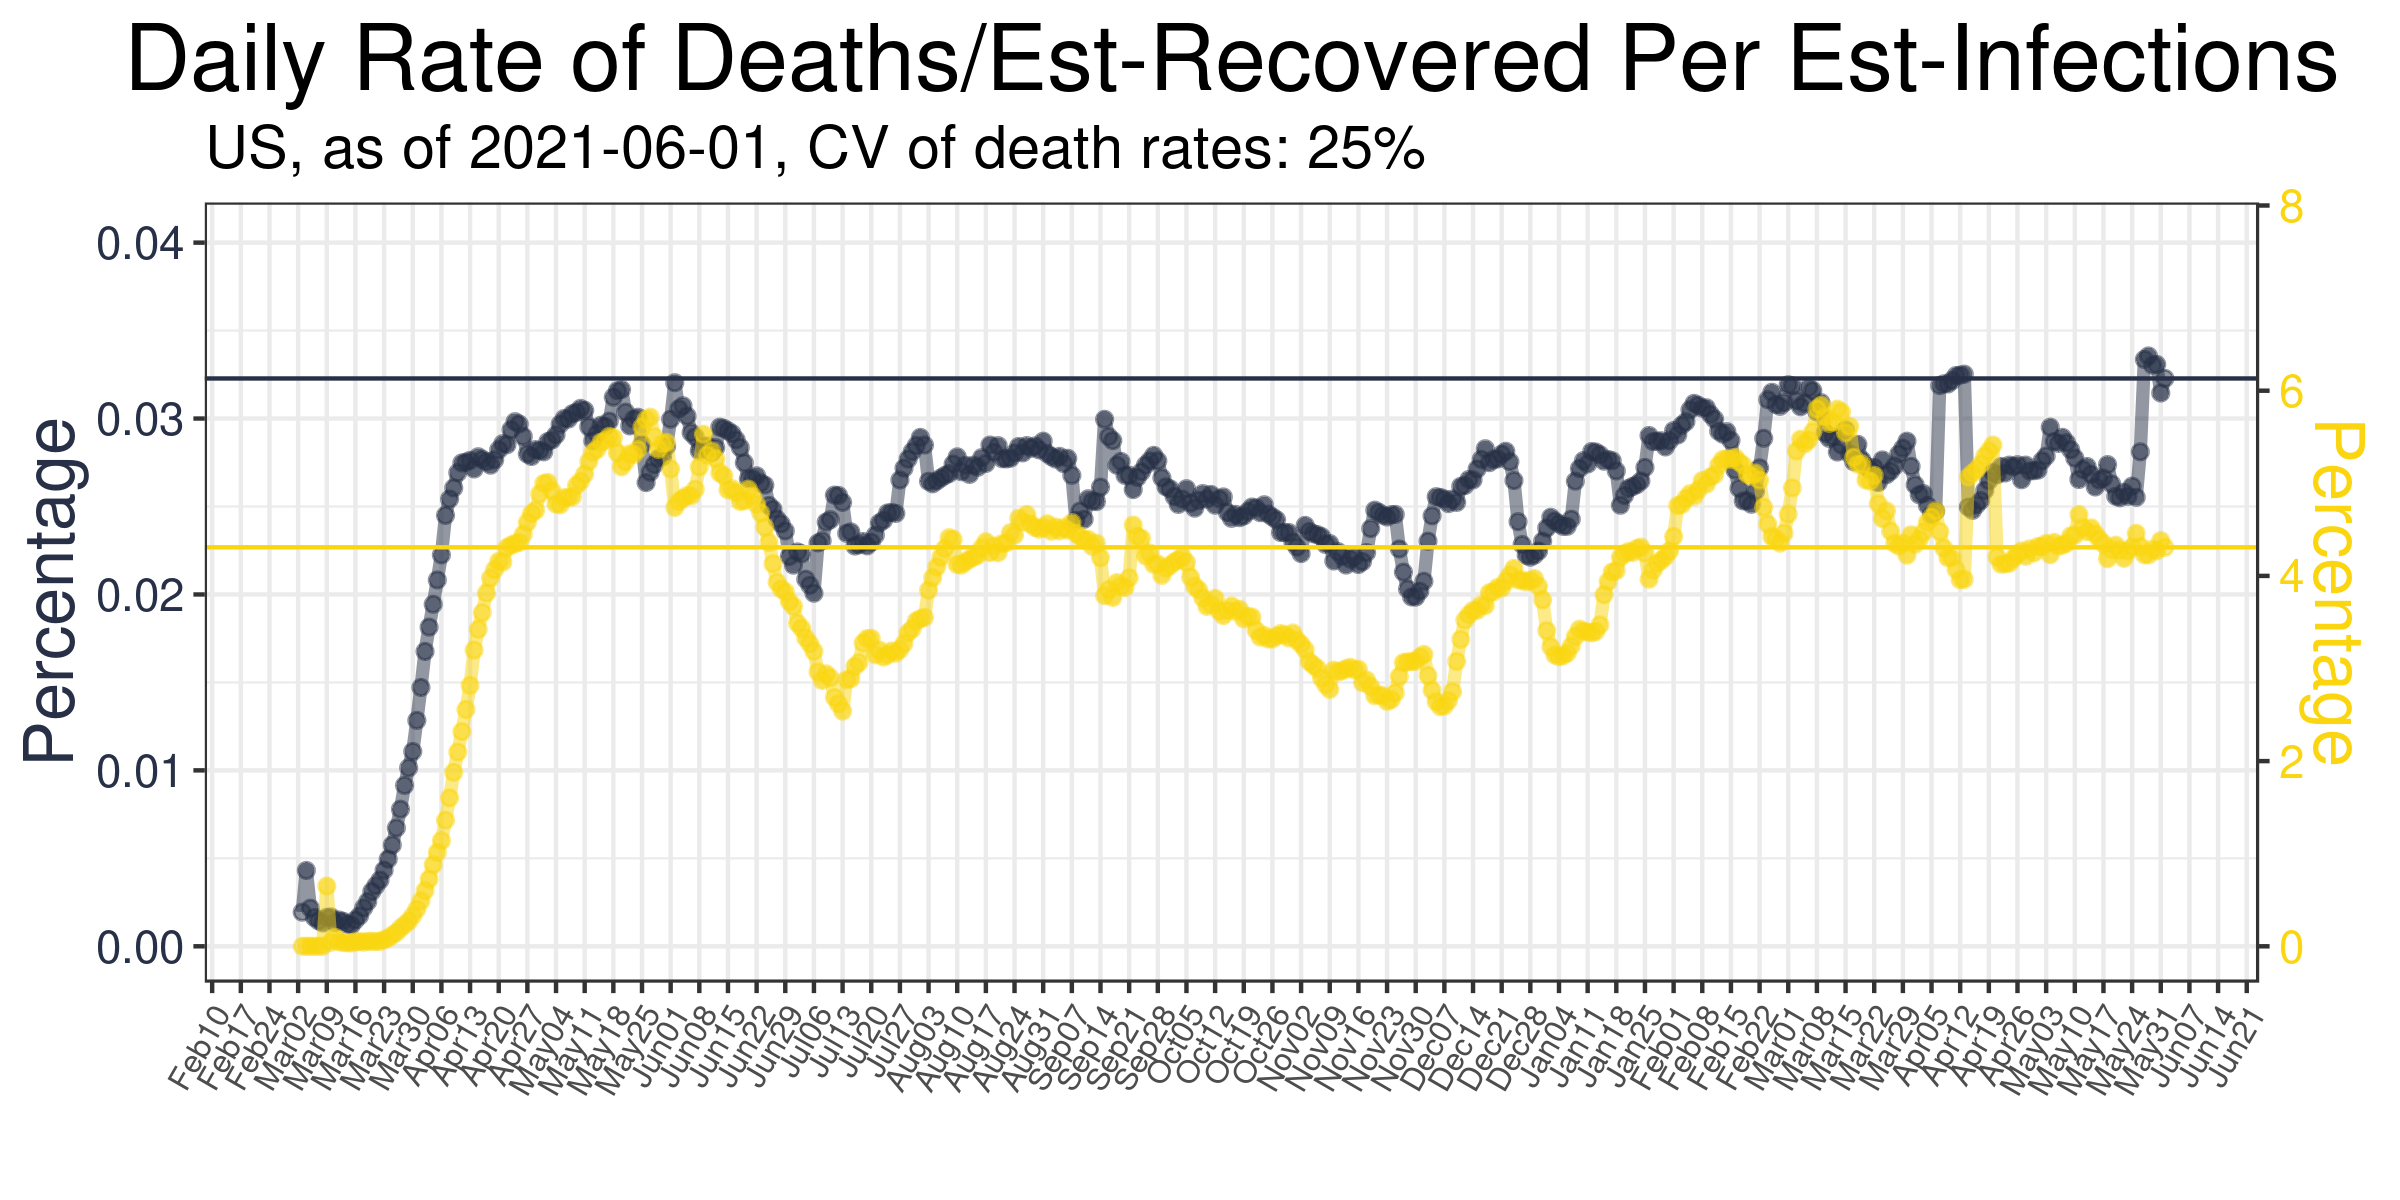 Daily Rate of Deaths/Est-Recovered Per Est-Infections
US, as of 2021-06-01, CV of death rates: 25%
Percentage
0.04
0.03
0.02
0.01
0.00
8
6
4
2
0
Percentage
Feb10
Feb17
Feb24
Mar02
Mar09
Mar16
Mar23
Mar30
Apr06
Apr13
Apr20
Apr27
May04
May11
May18
May25
Jun01
Jun08
Jun15
Jun22
Jun29
Jul06
Jul13
Jul20
Jul27
Aug03
Aug10
Aug17
Aug24
Aug31
Sep07
Sep14
Sep21
Sep28
Oct05
Oct12
Oct19
Oct26
Nov02
Nov09
Nov16
Nov23
Nov30
Dec07
Dec14
Dec21
Dec28
Jan04
Jan11
Jan18
Jan25
Feb01
Feb08
Feb15
Feb22
Mar01
Mar08
Mar15
Mar22
Mar29
Apr05
Apr12
Apr19
Apr26
May03
May10
May17
May24
May31
Jun07
Jun14
Jun21